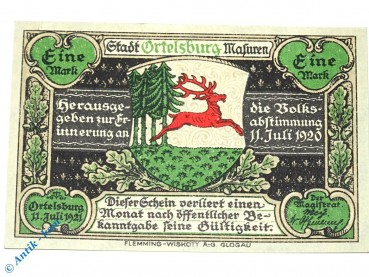 Stadt Ortelsburg Masuren
Eine
Mark
Eine
Mark
Herausge-
geben zur Er-
innerung an
die Volks-
abstimmung
11. Juli 1920
Ortelsburg
11. Juli 1921
Dieser Schein verliert einen
Monat nach öffentlicher Be-
kanntgabe seine Gültigkeit.
Der
Magistrat
FLEMMING-WISKOTT A-G. GLOGAU